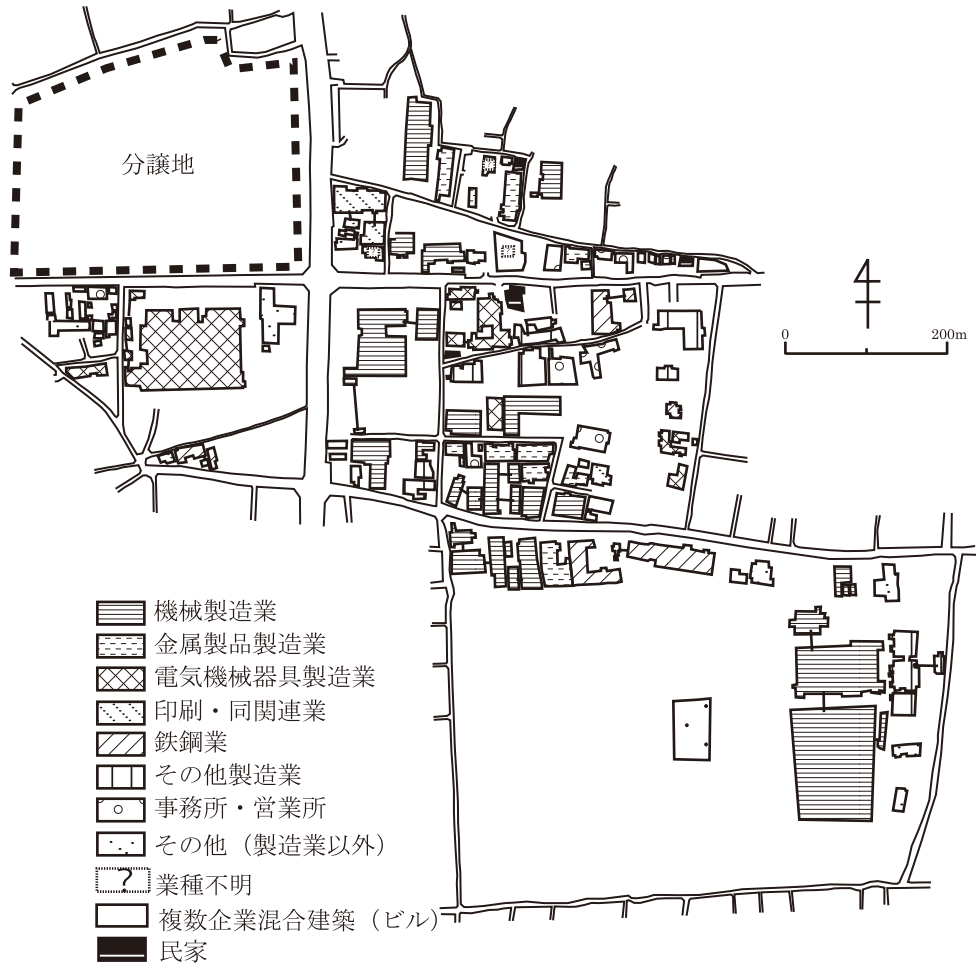 分譲地
0 200m
機械製造業
金属製品製造業
電気機械器具製造業
印刷・同関連業
鉄鋼業
その他製造業
事務所・営業所
その他（製造業以外）
? 業種不明
複数企業混合建築（ビル）
民家